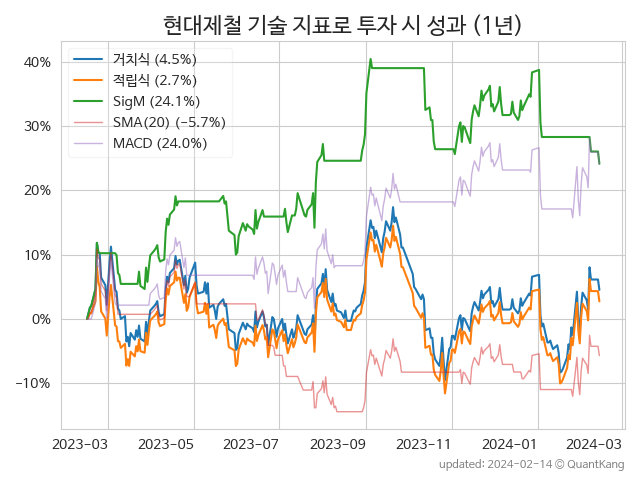 현대제철 기술 지표로 투자 시 성과 (1년)
거치식 (4.5%)
적립식 (2.7%)
SigM (24.1%)
SMA(20) (−5.7%)
MACD (24.0%)
40%
30%
20%
10%
0%
−10%
2023-03 2023-05 2023-07 2023-09 2023-11 2024-01 2024-03
updated: 2024-02-14 @ QuantKang